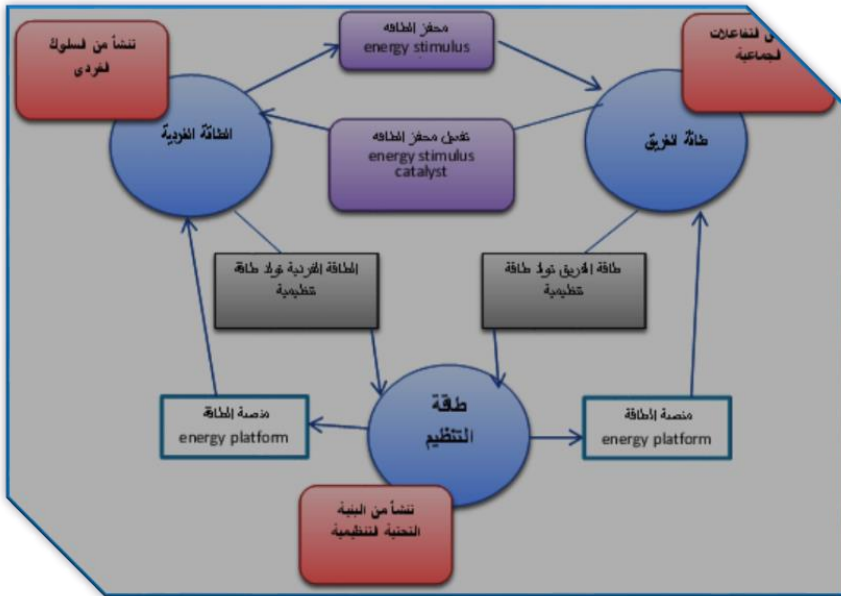 تنشأ من السلوك
الفردي
محفز الطاقه
energy stimulus
التفاعلات
الجماعية
الطاقة الفردية
تفعيل محفز الطاقه
energy stimulus
catalyst
طاقة الفريق
الطاقة الفردية تولد طاقة
تنظيمية
طاقة الفريق تولد طاقة
تنظيمية
منصة الطاقة
energy platform
طاقة
التنظيم
منصة الطاقة
energy platform
تنشأ من البنية
التحتية التنظيمية